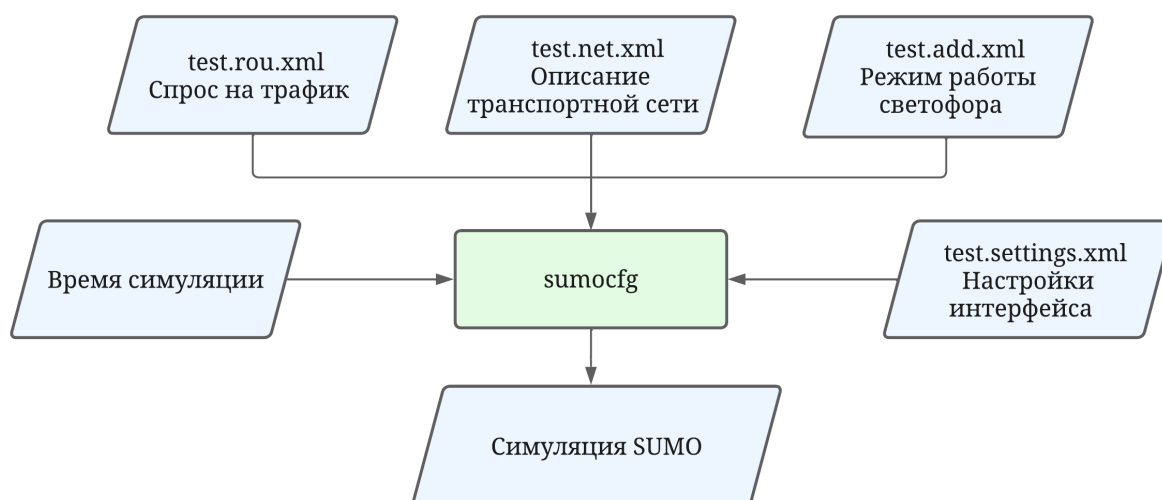 test.rou.xml
Спрос на трафик
test.net.xml
Описание
транспортной сети
test.add.xml
Режим работы
светофора
Время симуляции
sumocfg
test.settings.xml
Настройки
интерфейса
Симуляция SUMO